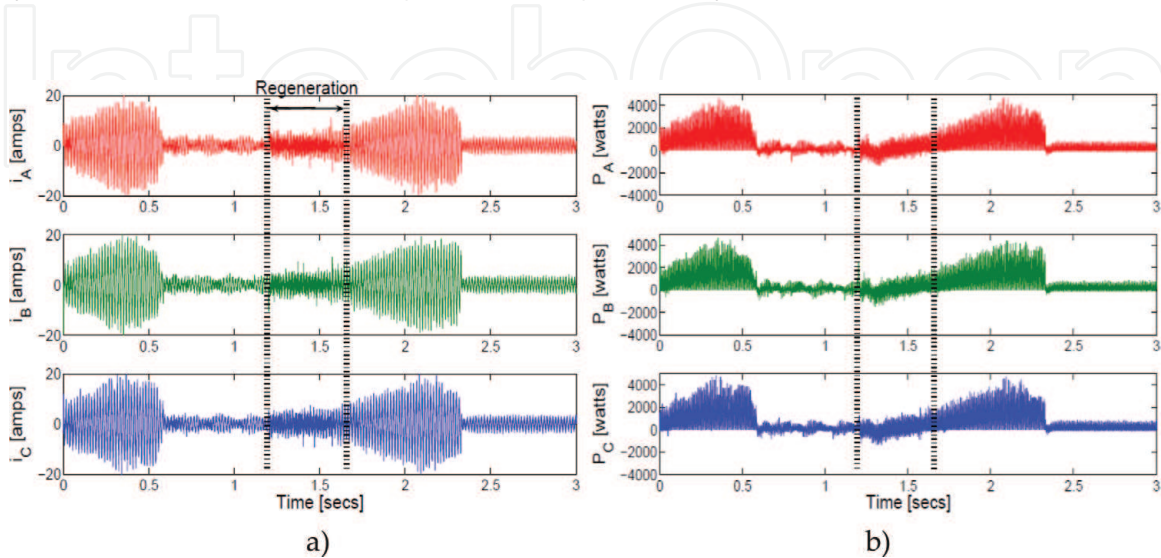 IntechOpen
Regeneration
i_A [amps]
20
0
−20
0 0.5 1 1.5 2 2.5 3
i_B [amps]
20
0
−20
0 0.5 1 1.5 2 2.5 3
i_C [amps]
20
0
−20
0 0.5 1 1.5 2 2.5 3
Time [secs]
a)
P_A [watts]
4000
2000
0
−2000
−4000
0 0.5 1 1.5 2 2.5 3
P_B [watts]
4000
2000
0
−2000
−4000
0 0.5 1 1.5 2 2.5 3
P_C [watts]
4000
2000
0
−2000
−4000
0 0.5 1 1.5 2 2.5 3
Time [secs]
b)